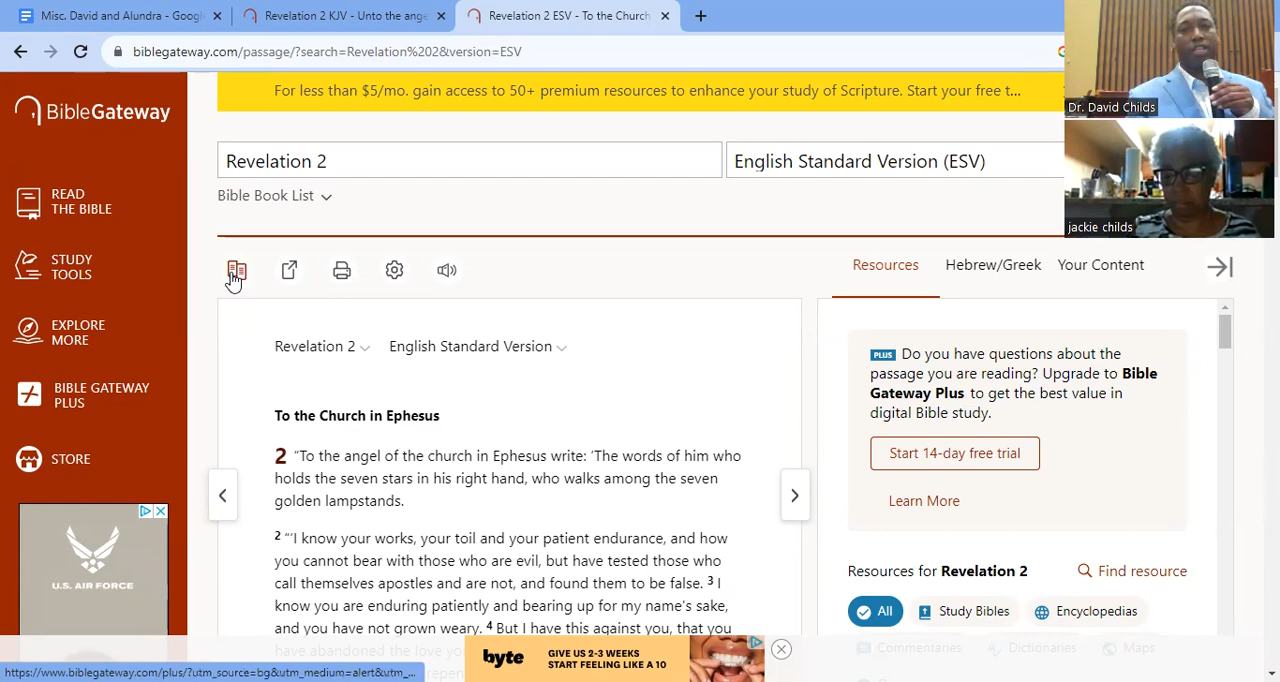 Misc. David and Alundra - Goog
Revelation 2 KJV - Unto the ange
Revelation 2 ESV - To the Church
biblegateway.com/passage/?search=Revelation%202&version=ESV
BibleGateway
READ
THE BIBLE
STUDY
TOOLS
EXPLORE
MORE
BIBLE GATEWAY
PLUS
STORE
U.S. AIR FORCE
For less than $5/mo. gain access to 50+ premium resources to enhance your study of Scripture. Start your free t...
Revelation 2
English Standard Version (ESV)
Bible Book List
Resources
Hebrew/Greek
Your Content
Revelation 2
English Standard Version
To the Church in Ephesus
2 “To the angel of the church in Ephesus write: ‘The words of him who
holds the seven stars in his right hand, who walks among the seven
golden lampstands.
2 “‘I know your works, your toil and your patient endurance, and how
you cannot bear with those who are evil, but have tested those who
call themselves apostles and are not, and found them to be false. 3 I
know you are enduring patiently and bearing up for my name's sake,
and you have not grown weary. 4 But I have this against you, that you
have abandoned the love yo
repen
PLUS Do you have questions about the
passage you are reading? Upgrade to Bible
Gateway Plus to get the best value in
digital Bible study.
Start 14-day free trial
Learn More
Resources for Revelation 2
Find resource
All
Study Bibles
Encyclopedias
Commentaries
Dictionaries
Maps
byte
GIVE US 2-3 WEEKS
START FEELING LIKE A 10
https://www.biblegateway.com/plus/?utm_source=bg&utm_medium=alert&utm_...
Dr. David Childs
jackie childs